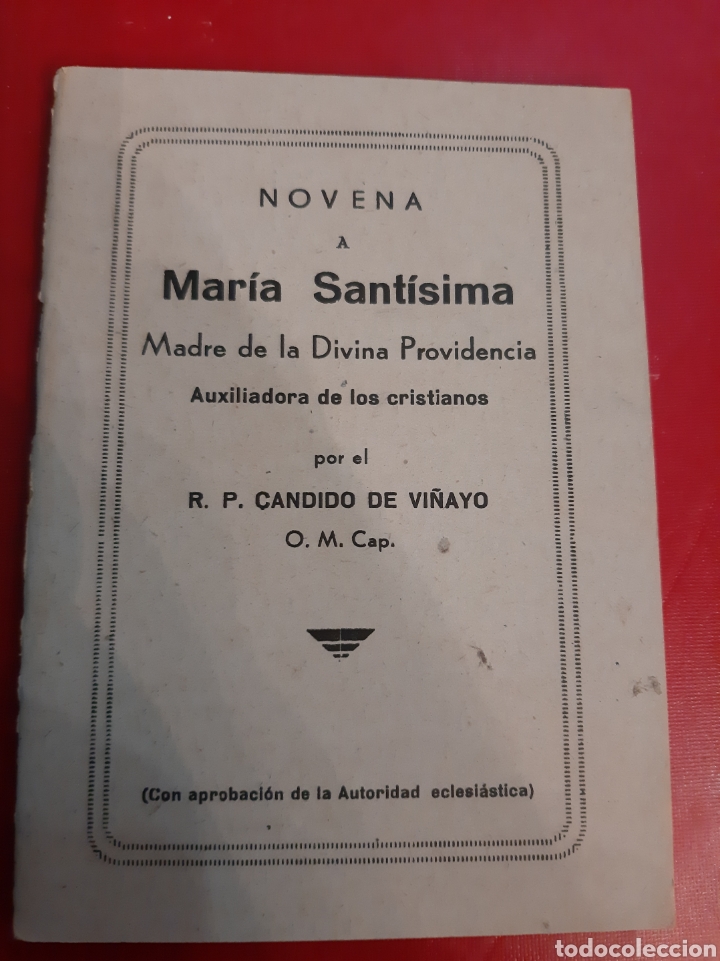 NOVENA
A
María Santísima
Madre de la Divina Providencia
Auxiliadora de los cristianos
por el
R. P. CANDIDO DE VIÑAYO
O. M. Cap.
(Con aprobación de la Autoridad eclesiástica)
todocoleccion